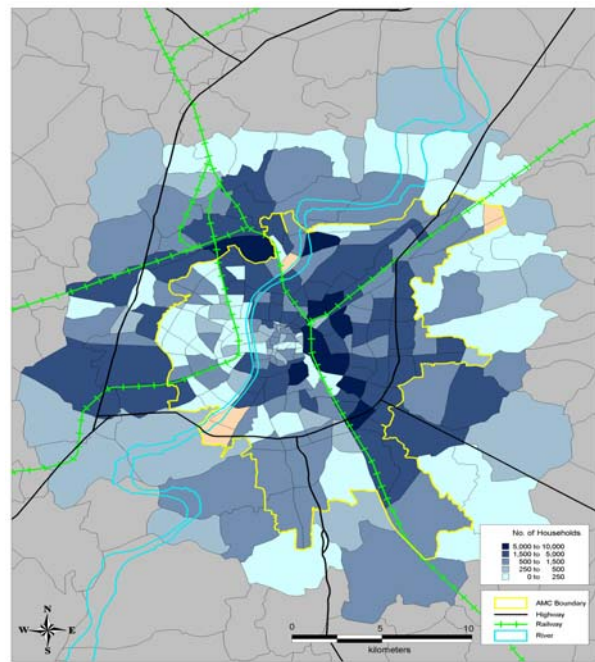 No. of Households
5,000 to 10,000
1,500 to 5,000
500 to 1,500
250 to 500
0 to 250
AMC Boundary
Highway
Railway
River
N
W E
S
0 5 10
kilometers